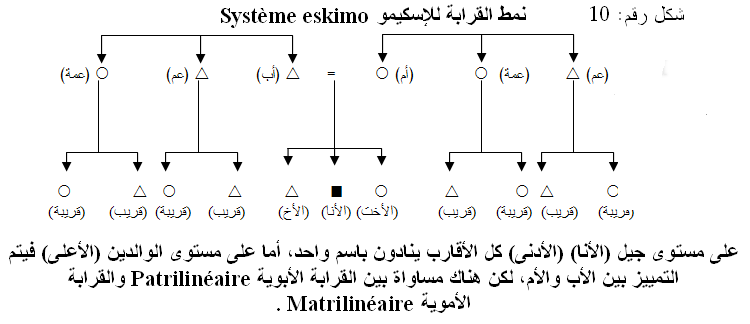 شكل رقم: 10 نمط القرابة للإسكيمو Système eskimo
(عم) (عمة) (أم) = (أب) (عم) (عمة)
(قريبة) (قريب) (قريبة) (قريب) (الأخت) (الأنا) (الأخ) (قريب) (قريبة) (قريب) (قريبة)
على مستوى جيل (الأنا) (الأدنى) كل الأقارب ينادون باسم واحد، أما على مستوى الوالدين (الأعلى) فيتم
التمييز بين الأب والأم، لكن هناك مساواة بين القرابة الأبوية Patrilinéaire والقرابة
الأموية Matrilinéaire .